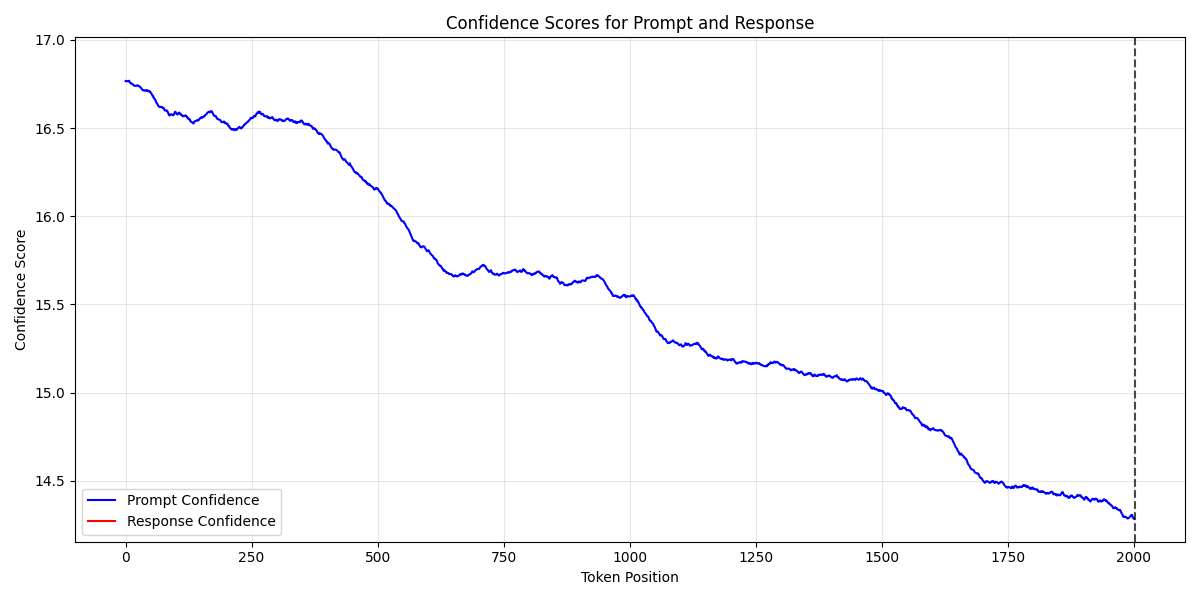 Confidence Scores for Prompt and Response
17.0
16.5
16.0
15.5
15.0
14.5
Confidence Score
Prompt Confidence
Response Confidence
0 250 500 750 1000 1250 1500 1750 2000
Token Position